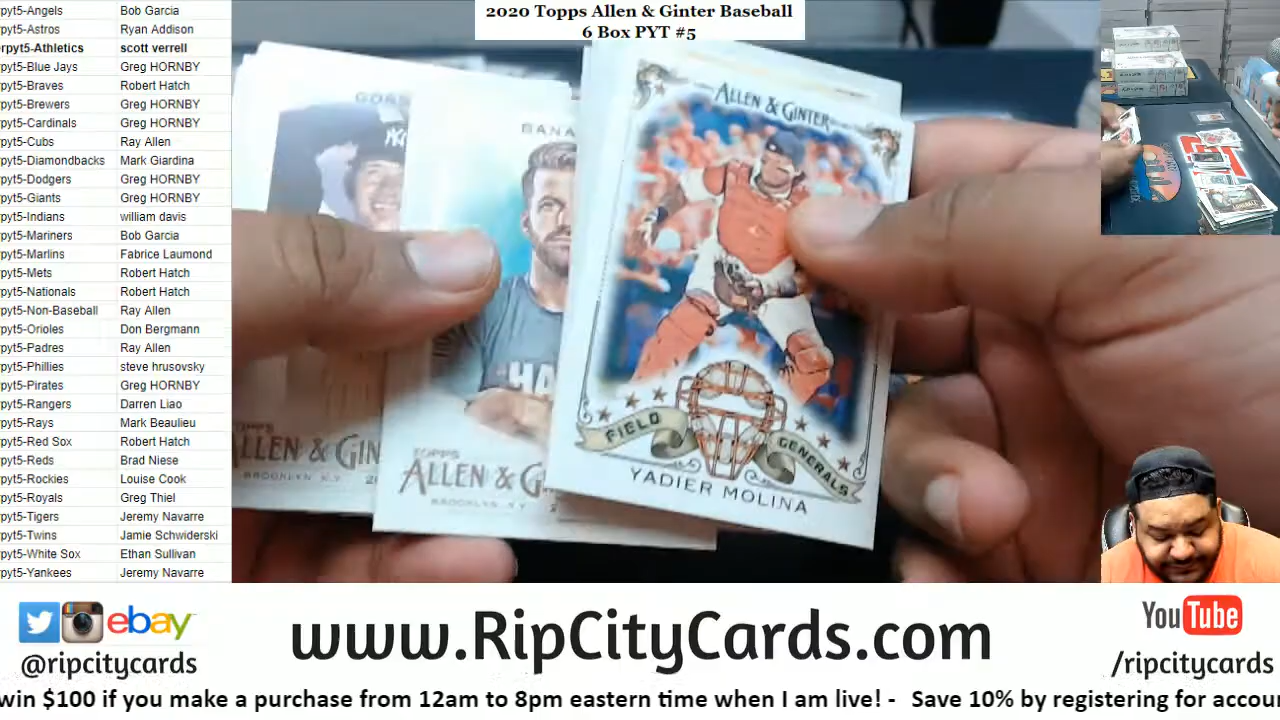 2020 Topps Allen & Ginter Baseball
6 Box PYT #5
pyt5-Angels Bob Garcia
pyt5-Astros Ryan Addison
rpyt5-Athletics scott verrell
pyt5-Blue Jays Greg HORNBY
pyt5-Braves Robert Hatch
pyt5-Brewers Greg HORNBY
pyt5-Cardinals Greg HORNBY
pyt5-Cubs Ray Allen
pyt5-Diamondbacks Mark Giardina
pyt5-Dodgers Greg HORNBY
pyt5-Giants Greg HORNBY
pyt5-Indians william davis
pyt5-Mariners Bob Garcia
pyt5-Marlins Fabrice Laumond
pyt5-Mets Robert Hatch
pyt5-Nationals Robert Hatch
pyt5-Non-Baseball Ray Allen
pyt5-Orioles Don Bergmann
pyt5-Padres Ray Allen
pyt5-Phillies steve hrusovsky
pyt5-Pirates Greg HORNBY
pyt5-Rangers Darren Liao
pyt5-Rays Mark Beaulieu
pyt5-Red Sox Robert Hatch
pyt5-Reds Brad Niese
pyt5-Rockies Louise Cook
pyt5-Royals Greg Thiel
pyt5-Tigers Jeremy Navarre
pyt5-Twins Jamie Schwiderski
pyt5-White Sox Ethan Sullivan
pyt5-Yankees Jeremy Navarre
ALLEN & GINTER
FIELD GENERALS
YADIER MOLINA
BANA
HA
TOPPS
ALLEN & G
BROOKLYN N.Y.
GOS
TOPPS
ALLEN & GIN
BROOKLYN N.Y.
ebay
@ripcitycards
www.RipCityCards.com
YouTube
/ripcitycards
win $100 if you make a purchase from 12am to 8pm eastern time when I am live! - Save 10% by registering for accou